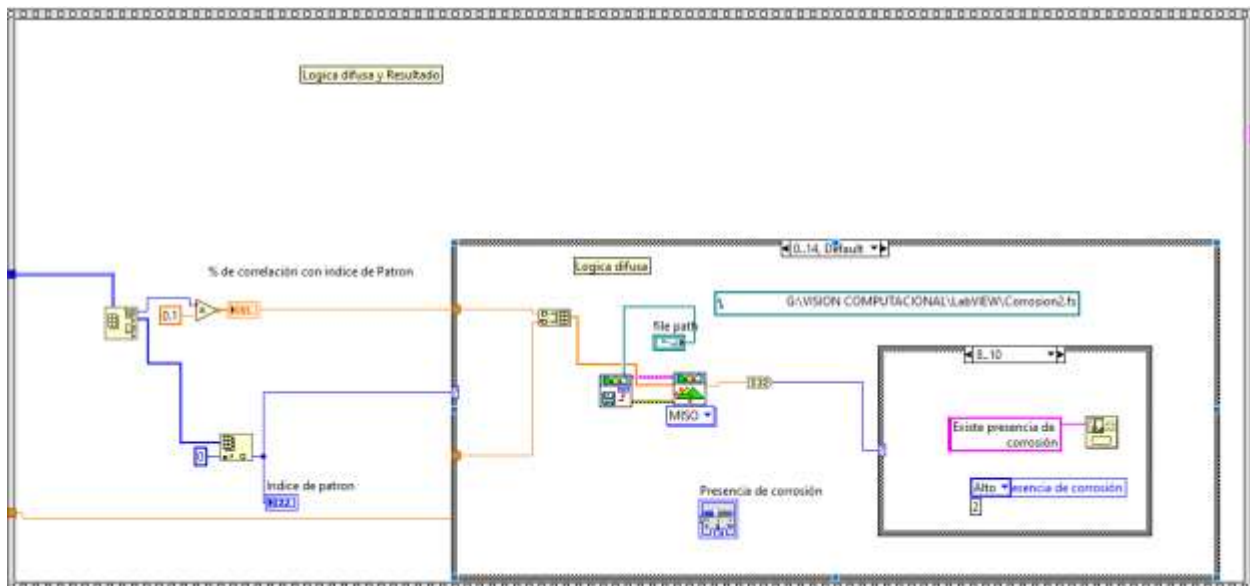 Logica difusa y Resultado
0..14, Default
% de correlación con indice de Patron
Logica difusa
G:\VISION COMPUTACIONAL\LabVIEW\Corrosion2.fs
0,1
file path
8..10
MISO
Existe presencia de
corrosión
0
Indice de patron
Presencia de corrosión
Alto
esencia de corrosión
2